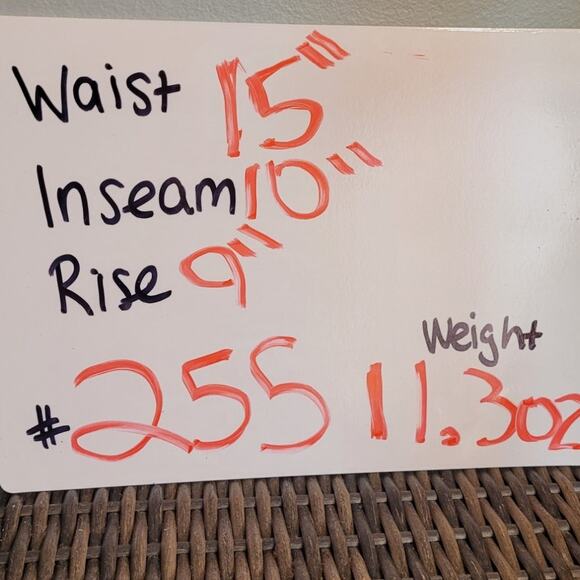 Waist 15"
Inseam 10"
Rise 9"
Weight
#255 11.3oz